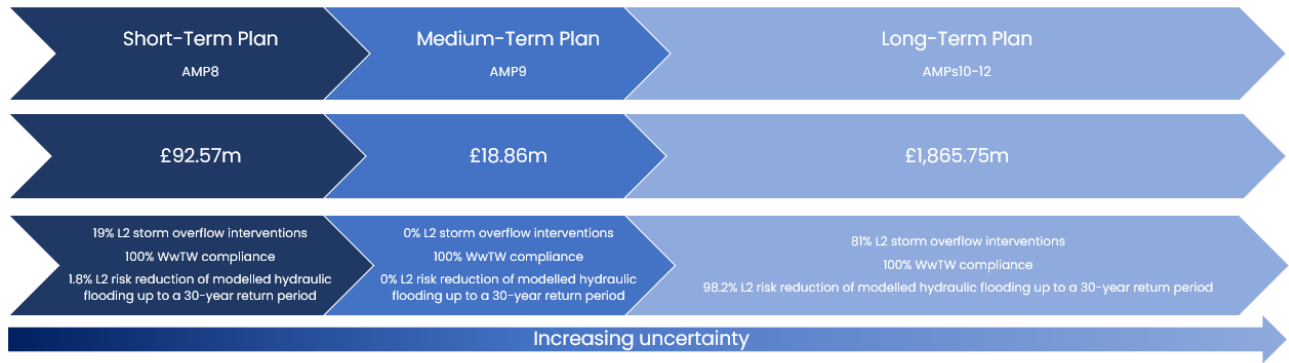 Short-Term Plan
AMP8
Medium-Term Plan
AMP9
Long-Term Plan
AMPs10-12
£92.57m
£18.86m
£1,865.75m
19% L2 storm overflow interventions
100% WwTW compliance
1.8% L2 risk reduction of modelled hydraulic
flooding up to a 30-year return period
0% L2 storm overflow interventions
100% WwTW compliance
0% L2 risk reduction of modelled hydraulic
flooding up to a 30-year return period
81% L2 storm overflow interventions
100% WwTW compliance
98.2% L2 risk reduction of modelled hydraulic flooding up to a 30-year return period
Increasing uncertainty